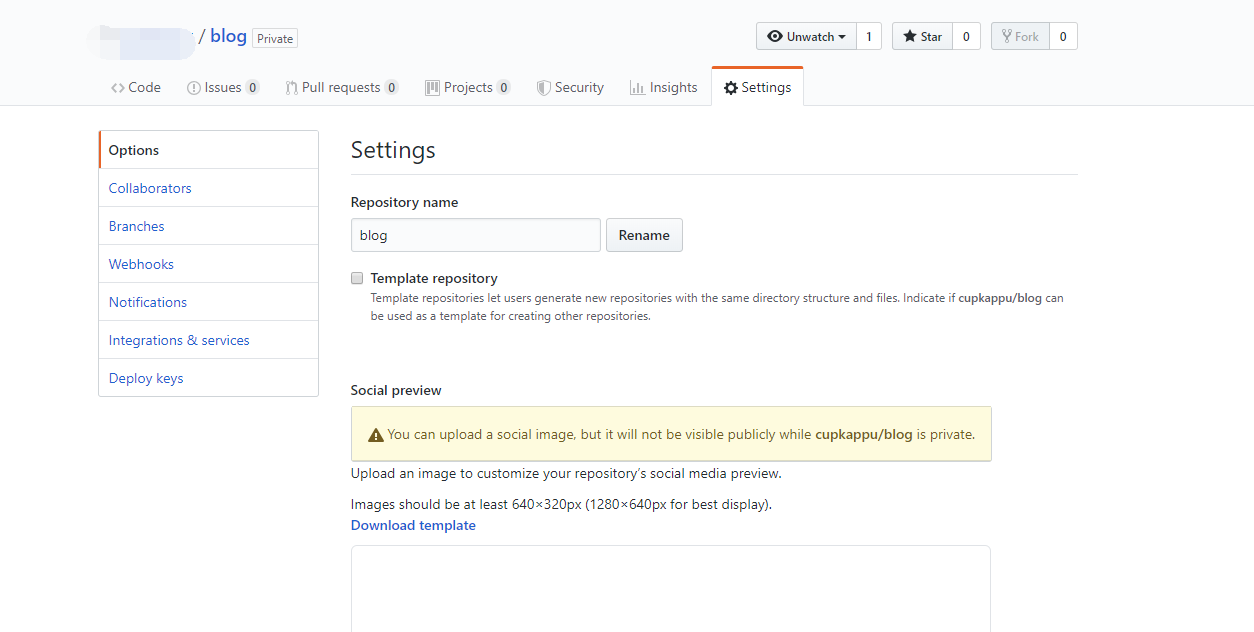 / blog Private Unwatch 1 Star 0 Fork 0
Code Issues 0 Pull requests 0 Projects 0 Security Insights Settings
Options
Collaborators
Branches
Webhooks
Notifications
Integrations & services
Deploy keys
Settings
Repository name
blog Rename
Template repository
Template repositories let users generate new repositories with the same directory structure and files. Indicate if cupkappu/blog can
be used as a template for creating other repositories.
Social preview
You can upload a social image, but it will not be visible publicly while cupkappu/blog is private.
Upload an image to customize your repository’s social media preview.
Images should be at least 640×320px (1280×640px for best display).
Download template